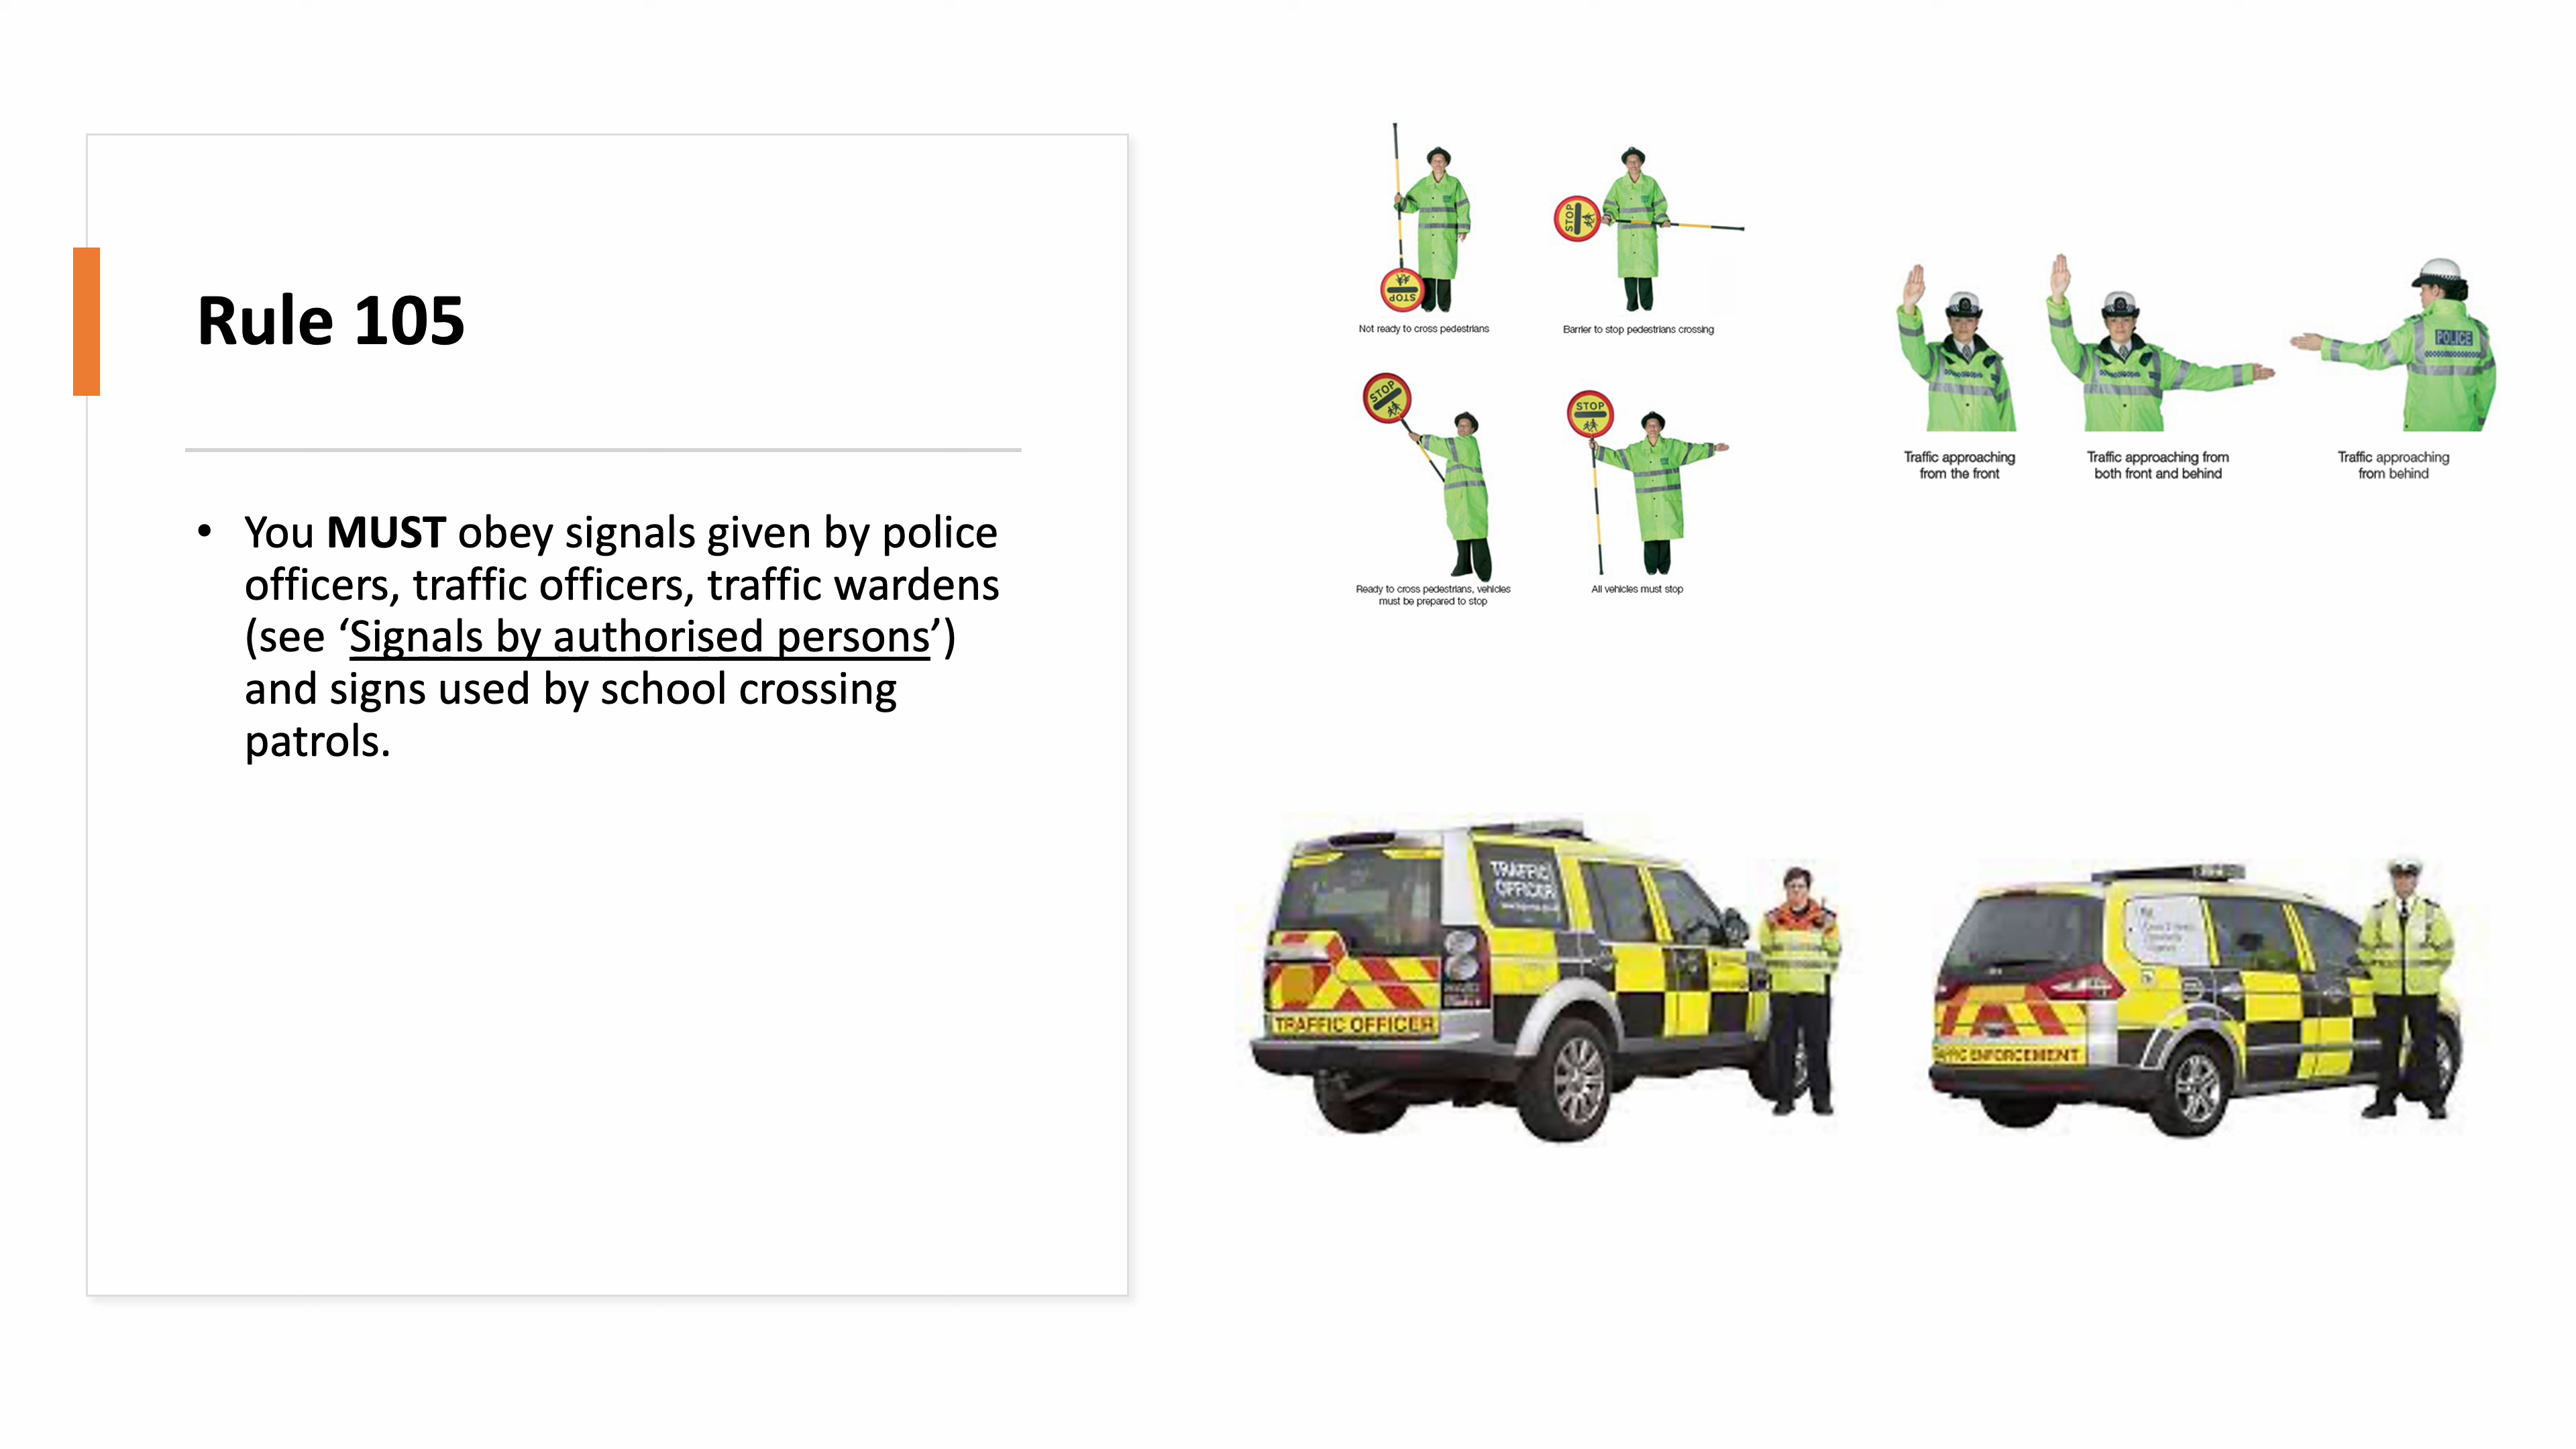 Rule 105
• You MUST obey signals given by police
officers, traffic officers, traffic wardens
(see ‘Signals by authorised persons’)
and signs used by school crossing
patrols.
STOP
Not ready to cross pedestrians
STOP
Barrier to stop pedestrians crossing
STOP
Ready to cross pedestrians, vehicles
must be prepared to stop
STOP
All vehicles must stop
Traffic approaching
from the front
Traffic approaching from
both front and behind
POLICE
Traffic approaching
from behind
TRAFFIC
OFFICER
TRAFFIC OFFICER
TRAFFIC ENFORCEMENT